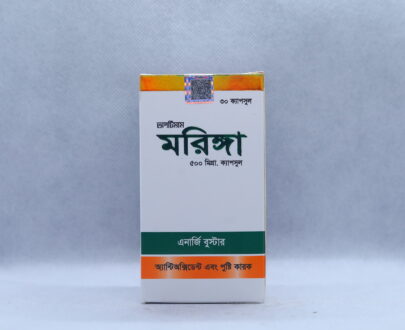 ৩০ ক্যাপসুল
মরিঙ্গা
৫০০ মিগ্রা. ক্যাপসুল
এনার্জি বুস্টার
অ্যান্টিঅক্সিডেন্ট এবং পুষ্টি কারক